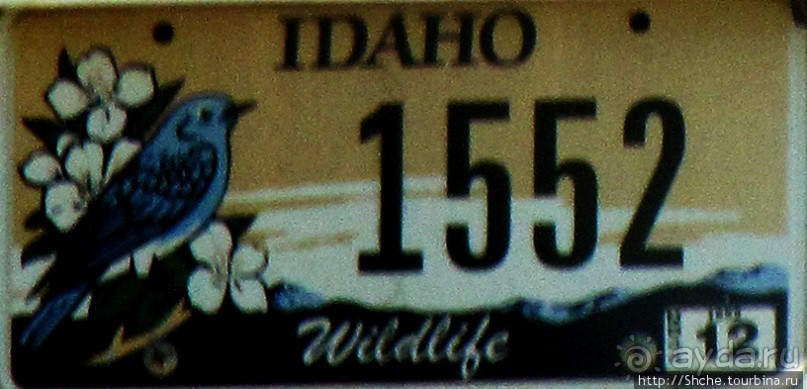 IDAHO
1552
Wildlife
12
ayda.ru
http://Shche.tourbina.ru